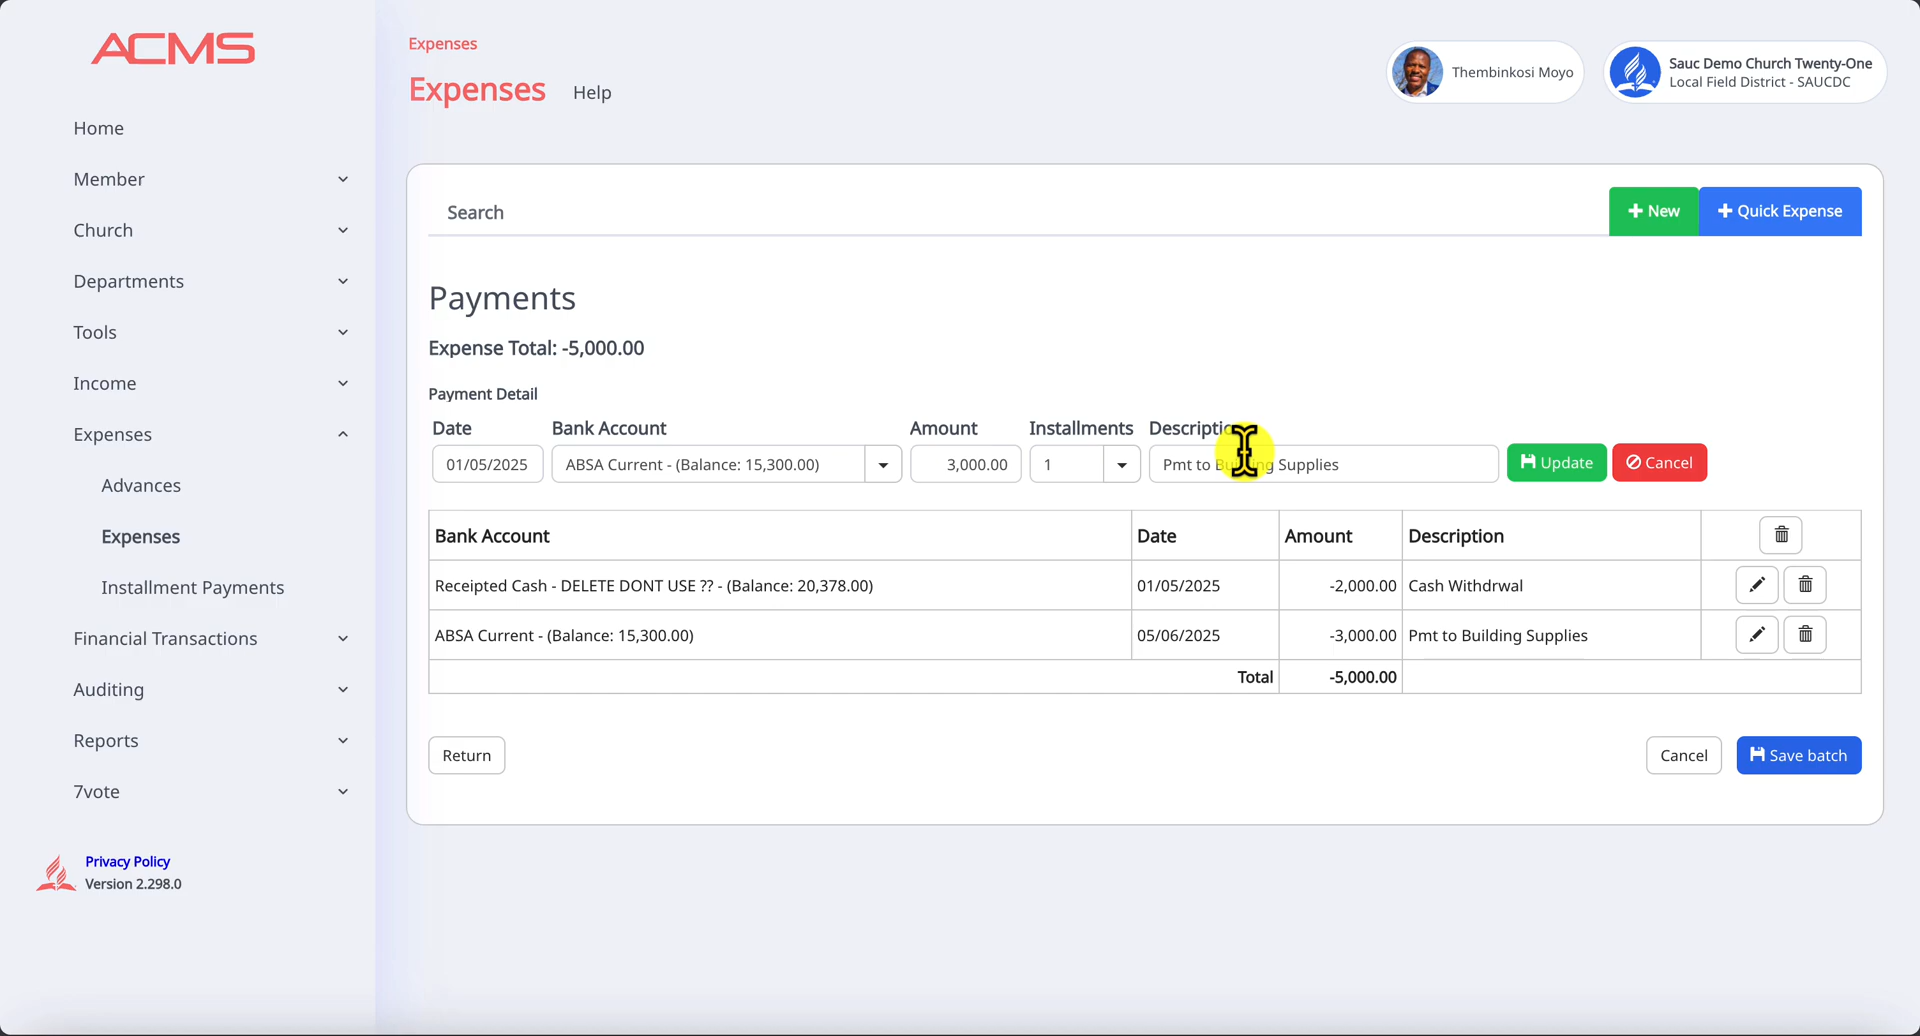 ACMS
Home
Member
Church
Departments
Tools
Income
Expenses
Advances
Expenses
Installment Payments
Financial Transactions
Auditing
Reports
7vote
Privacy Policy
Version 2.298.0
Expenses
Expenses Help
Thembinkosi Moyo
Sauc Demo Church Twenty-One
Local Field District - SAUCDC
Search
New
Quick Expense
Payments
Expense Total: -5,000.00
Payment Detail
Date Bank Account Amount Installments Description
01/05/2025 ABSA Current - (Balance: 15,300.00) 3,000.00 1 Pmt to Building Supplies Update Cancel
Bank Account Date Amount Description
Receipted Cash - DELETE DONT USE ?? - (Balance: 20,378.00) 01/05/2025 -2,000.00 Cash Withdrwal
ABSA Current - (Balance: 15,300.00) 05/06/2025 -3,000.00 Pmt to Building Supplies
Total -5,000.00
Return Cancel Save batch